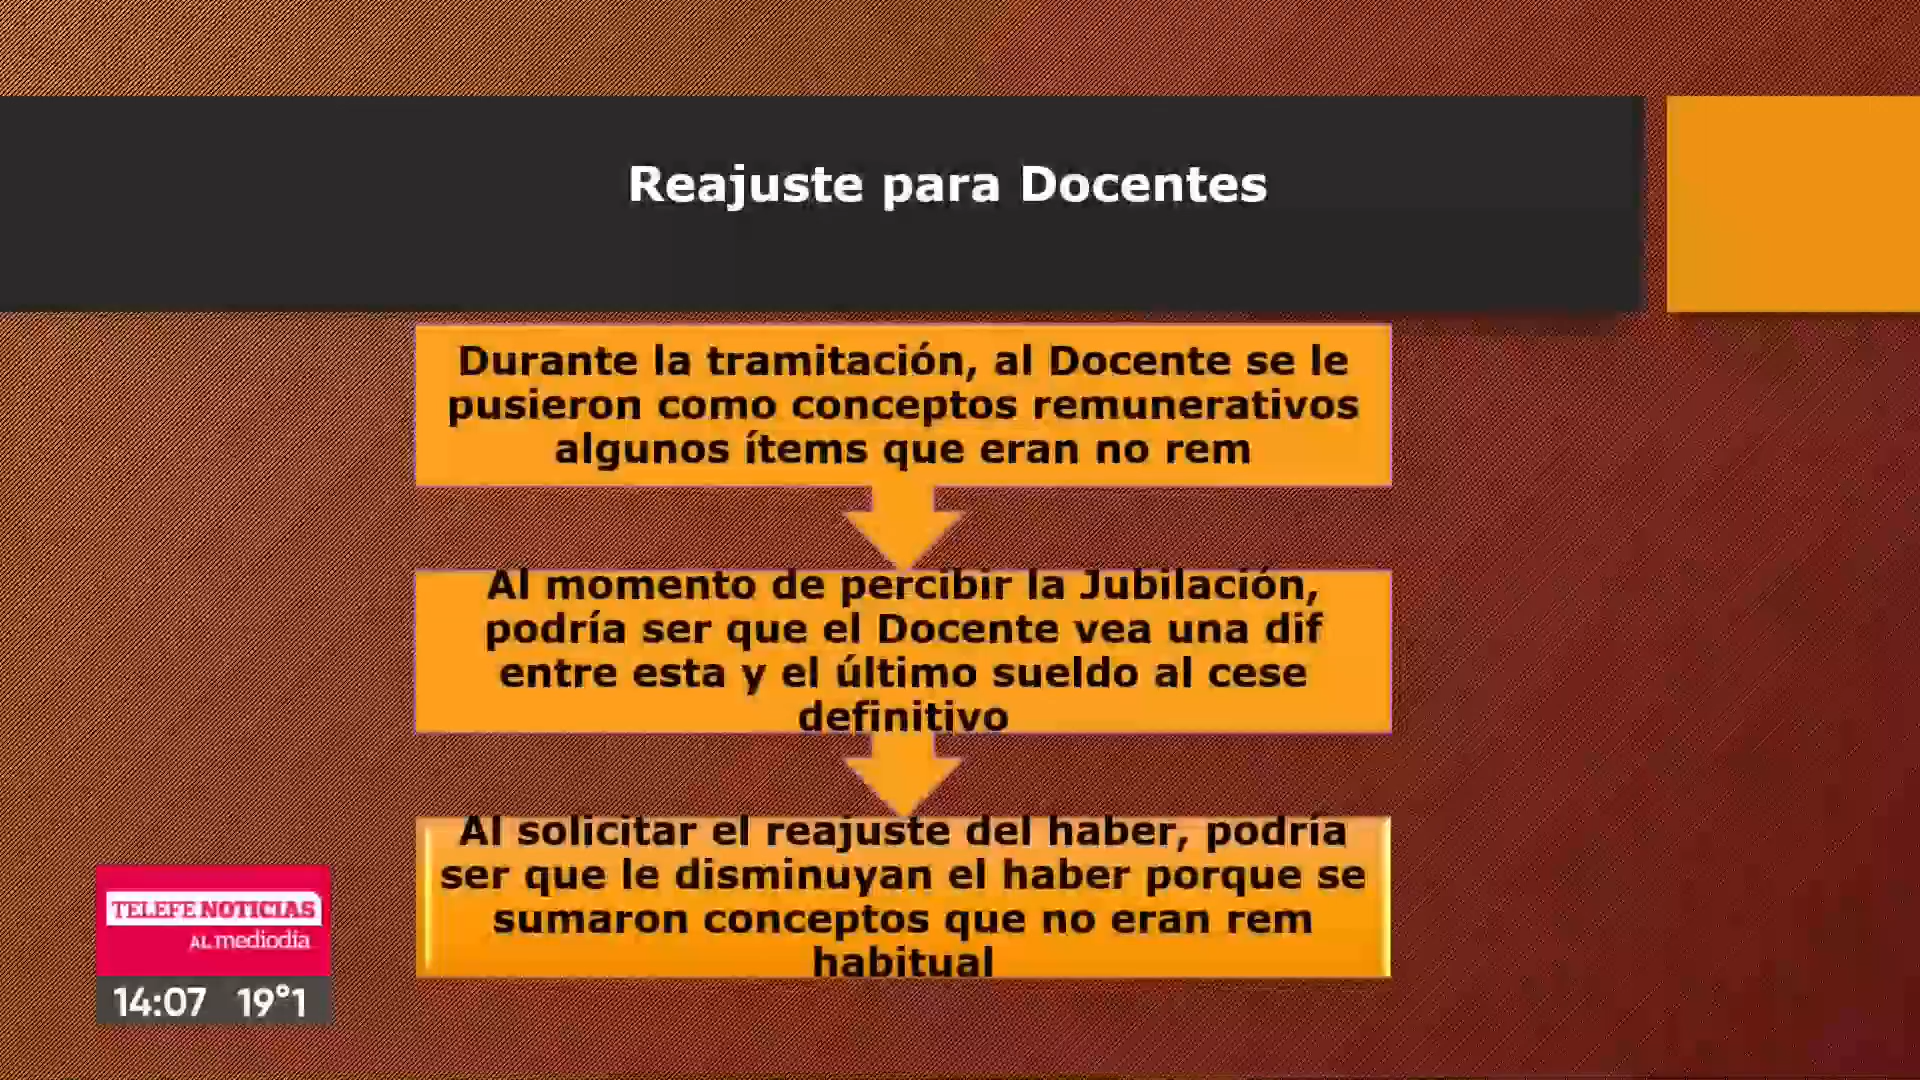 Reajuste para Docentes
Durante la tramitación, al Docente se le
pusieron como conceptos remunerativos
algunos ítems que eran no rem
Al momento de percibir la Jubilación,
podría ser que el Docente vea una dif
entre esta y el último sueldo al cese
definitivo
Al solicitar el reajuste del haber, podría
ser que le disminuyan el haber porque se
sumaron conceptos que no eran rem
habitual
TELEFE NOTICIAS
AL mediodía
14:07 19°1